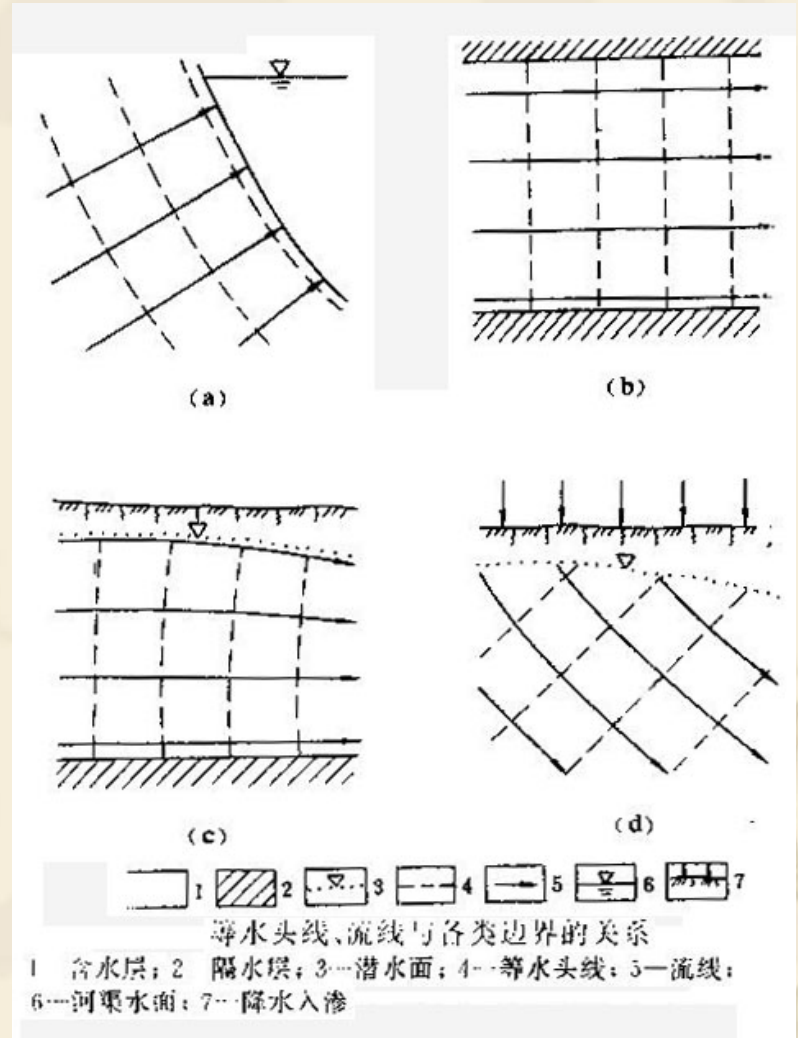 (a)
(b)
(c)
(d)
1 2 3 4 5 6 7
等水头线、流线与各类边界的关系
1 含水层；2 隔水层；3—潜水面；4—等水头线；5—流线；
6—河渠水面；7—降水入渗